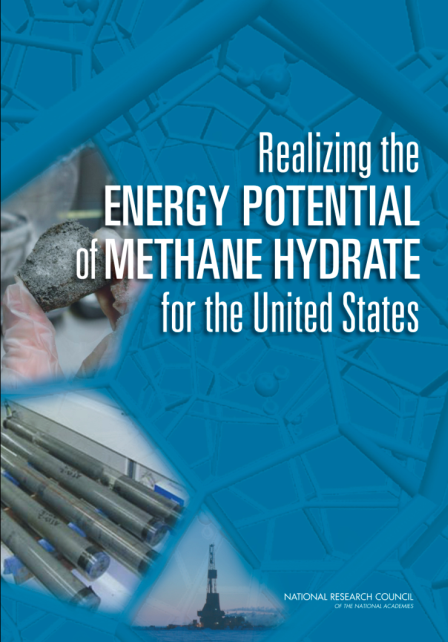 Realizing the
ENERGY POTENTIAL
of METHANE HYDRATE
for the United States
NATIONAL RESEARCH COUNCIL
OF THE NATIONAL ACADEMIES